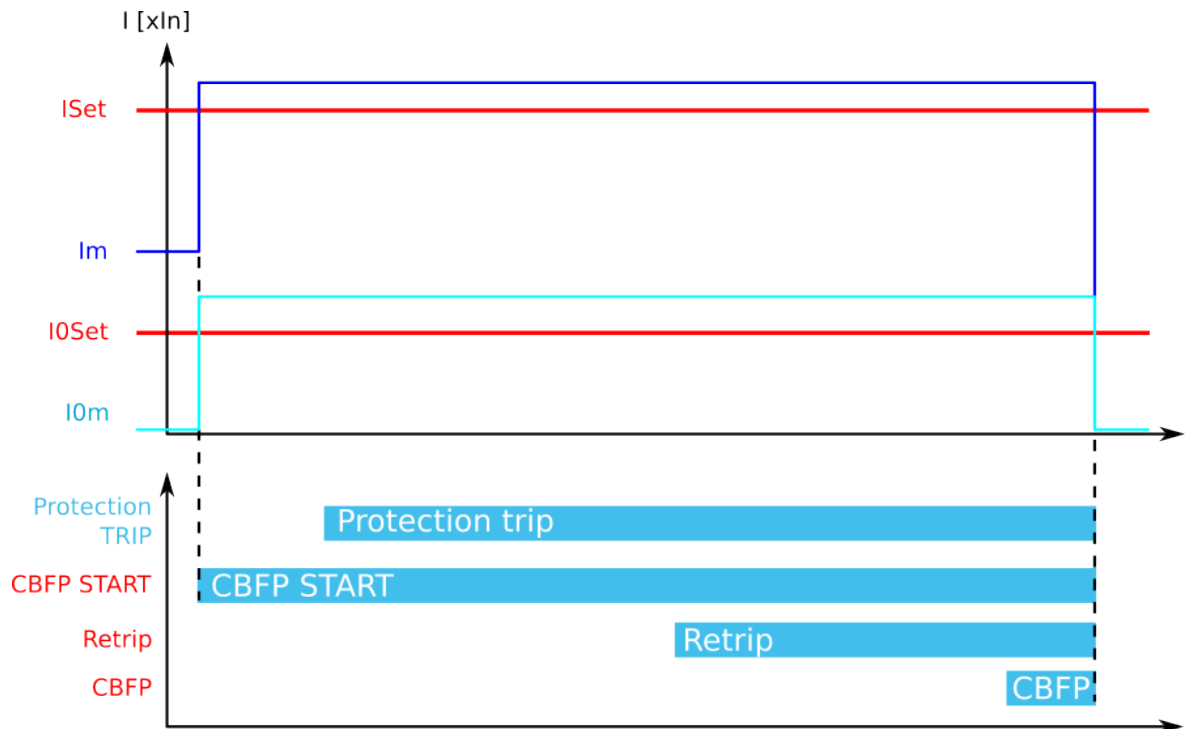 I [xIn]
ISet
Im
I0Set
I0m
Protection
TRIP
Protection trip
CBFP START
CBFP START
Retrip
Retrip
CBFP
CBFP